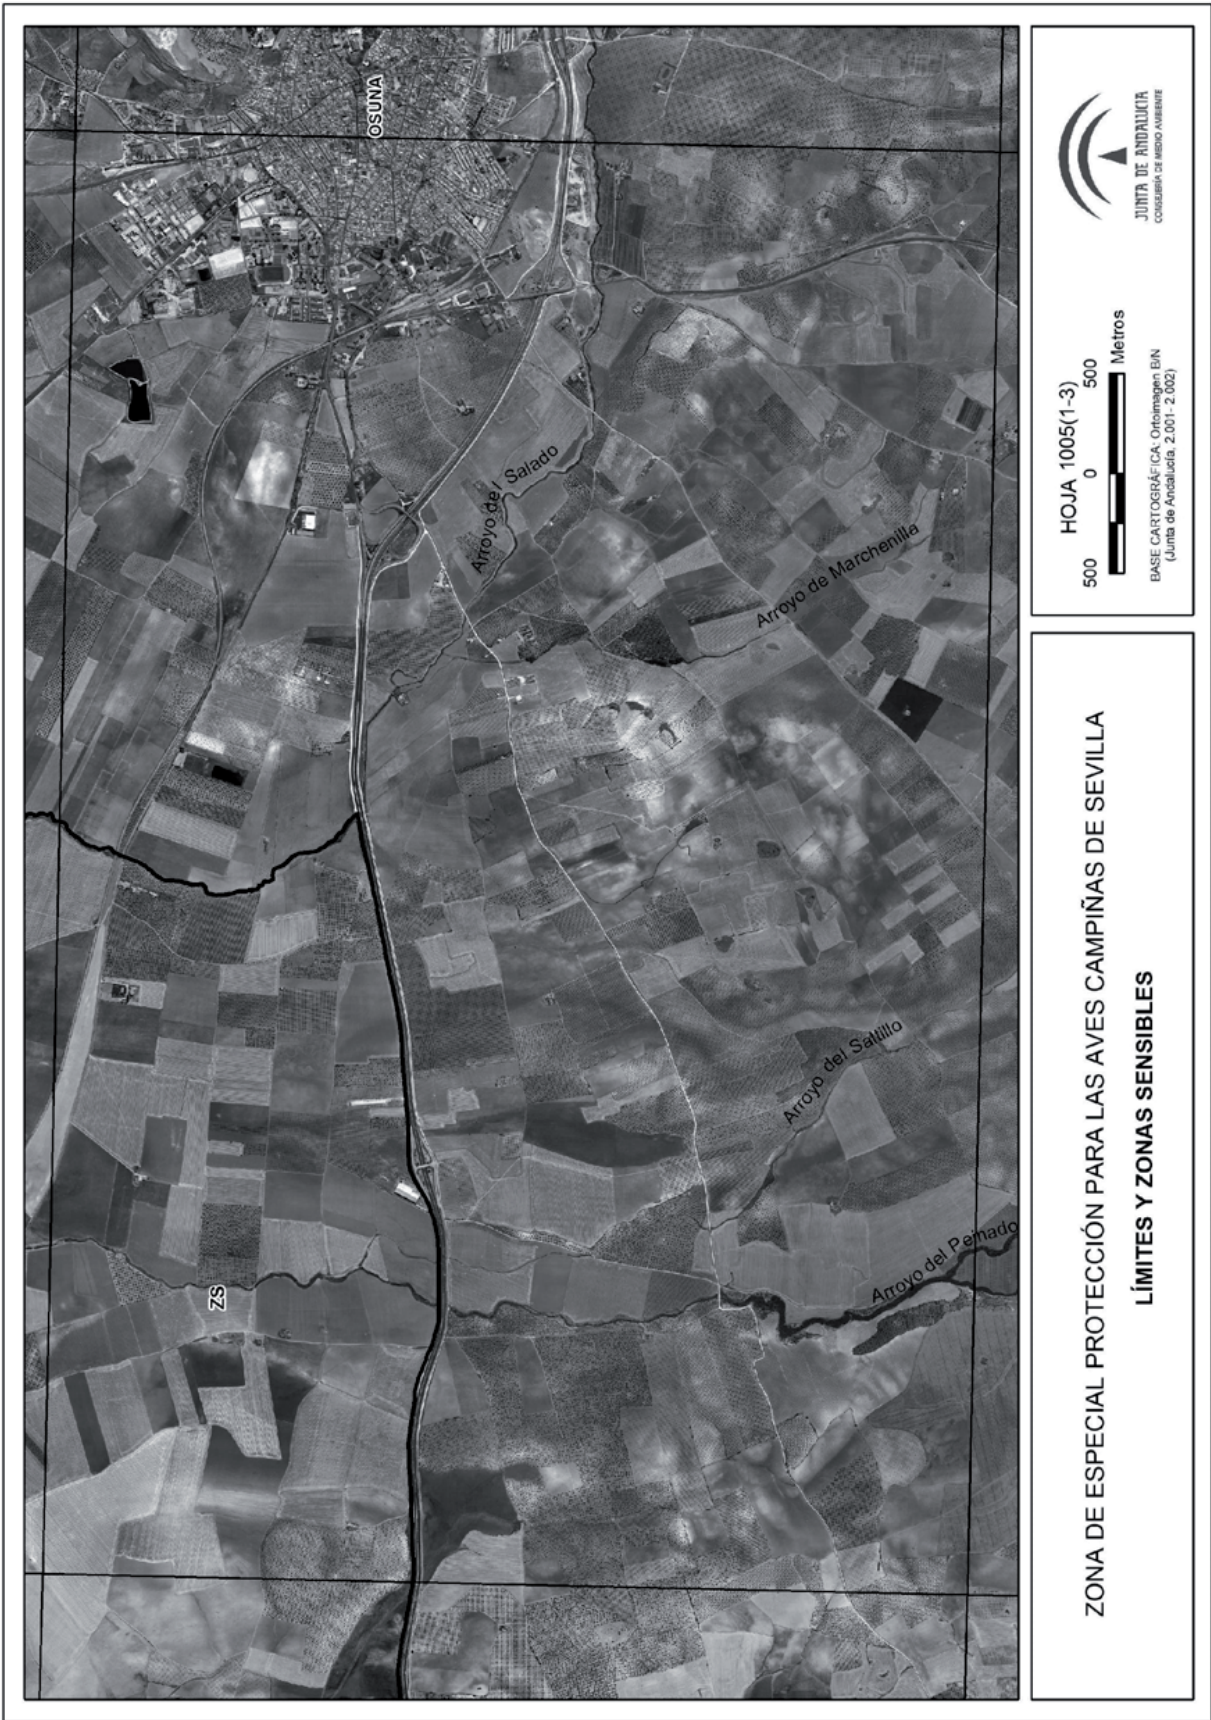 OSUNA
Arroyo del Salado
Arroyo de Marchenilla
Arroyo del Saltillo
Arroyo del Peinado
ZS
ZONA DE ESPECIAL PROTECCIÓN PARA LAS AVES CAMPIÑAS DE SEVILLA
LÍMITES Y ZONAS SENSIBLES
HOJA 1005(1-3)
500 0 500
Metros
BASE CARTOGRÁFICA: Ortoimagen B/N
(Junta de Andalucía, 2.001- 2.002)
JUNTA DE ANDALUCIA
CONSEJERÍA DE MEDIO AMBIENTE